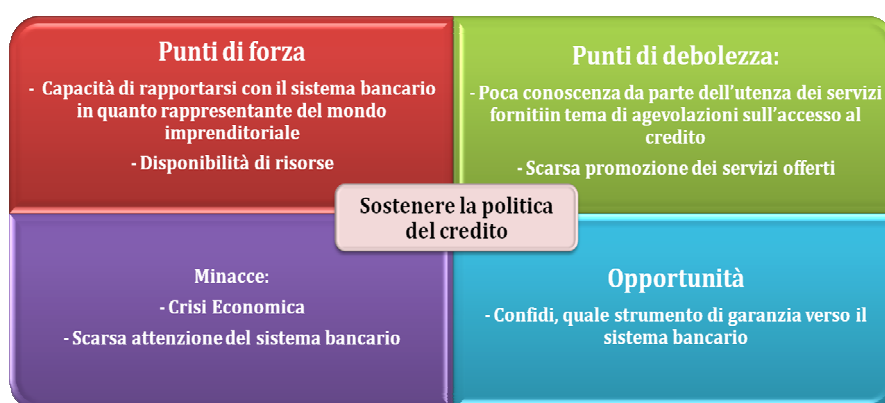 Punti di forza
- Capacità di rapportarsi con il sistema bancario
in quanto rappresentante del mondo
imprenditoriale
- Disponibilità di risorse
Punti di debolezza:
- Poca conoscenza da parte dell'utenza dei servizi
fornitiin tema di agevolazioni sull'accesso al
credito
- Scarsa promozione dei servizi offerti
Sostenere la politica
del credito
Minacce:
- Crisi Economica
- Scarsa attenzione del sistema bancario
Opportunità
- Confidi, quale strumento di garanzia verso il
sistema bancario